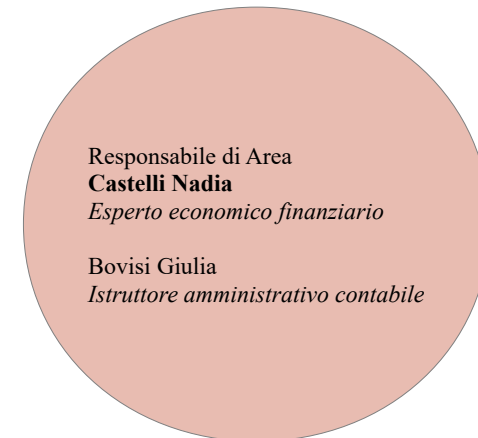 Responsabile di Area
Castelli Nadia
Esperto economico finanziario
Bovisi Giulia
Istruttore amministrativo contabile